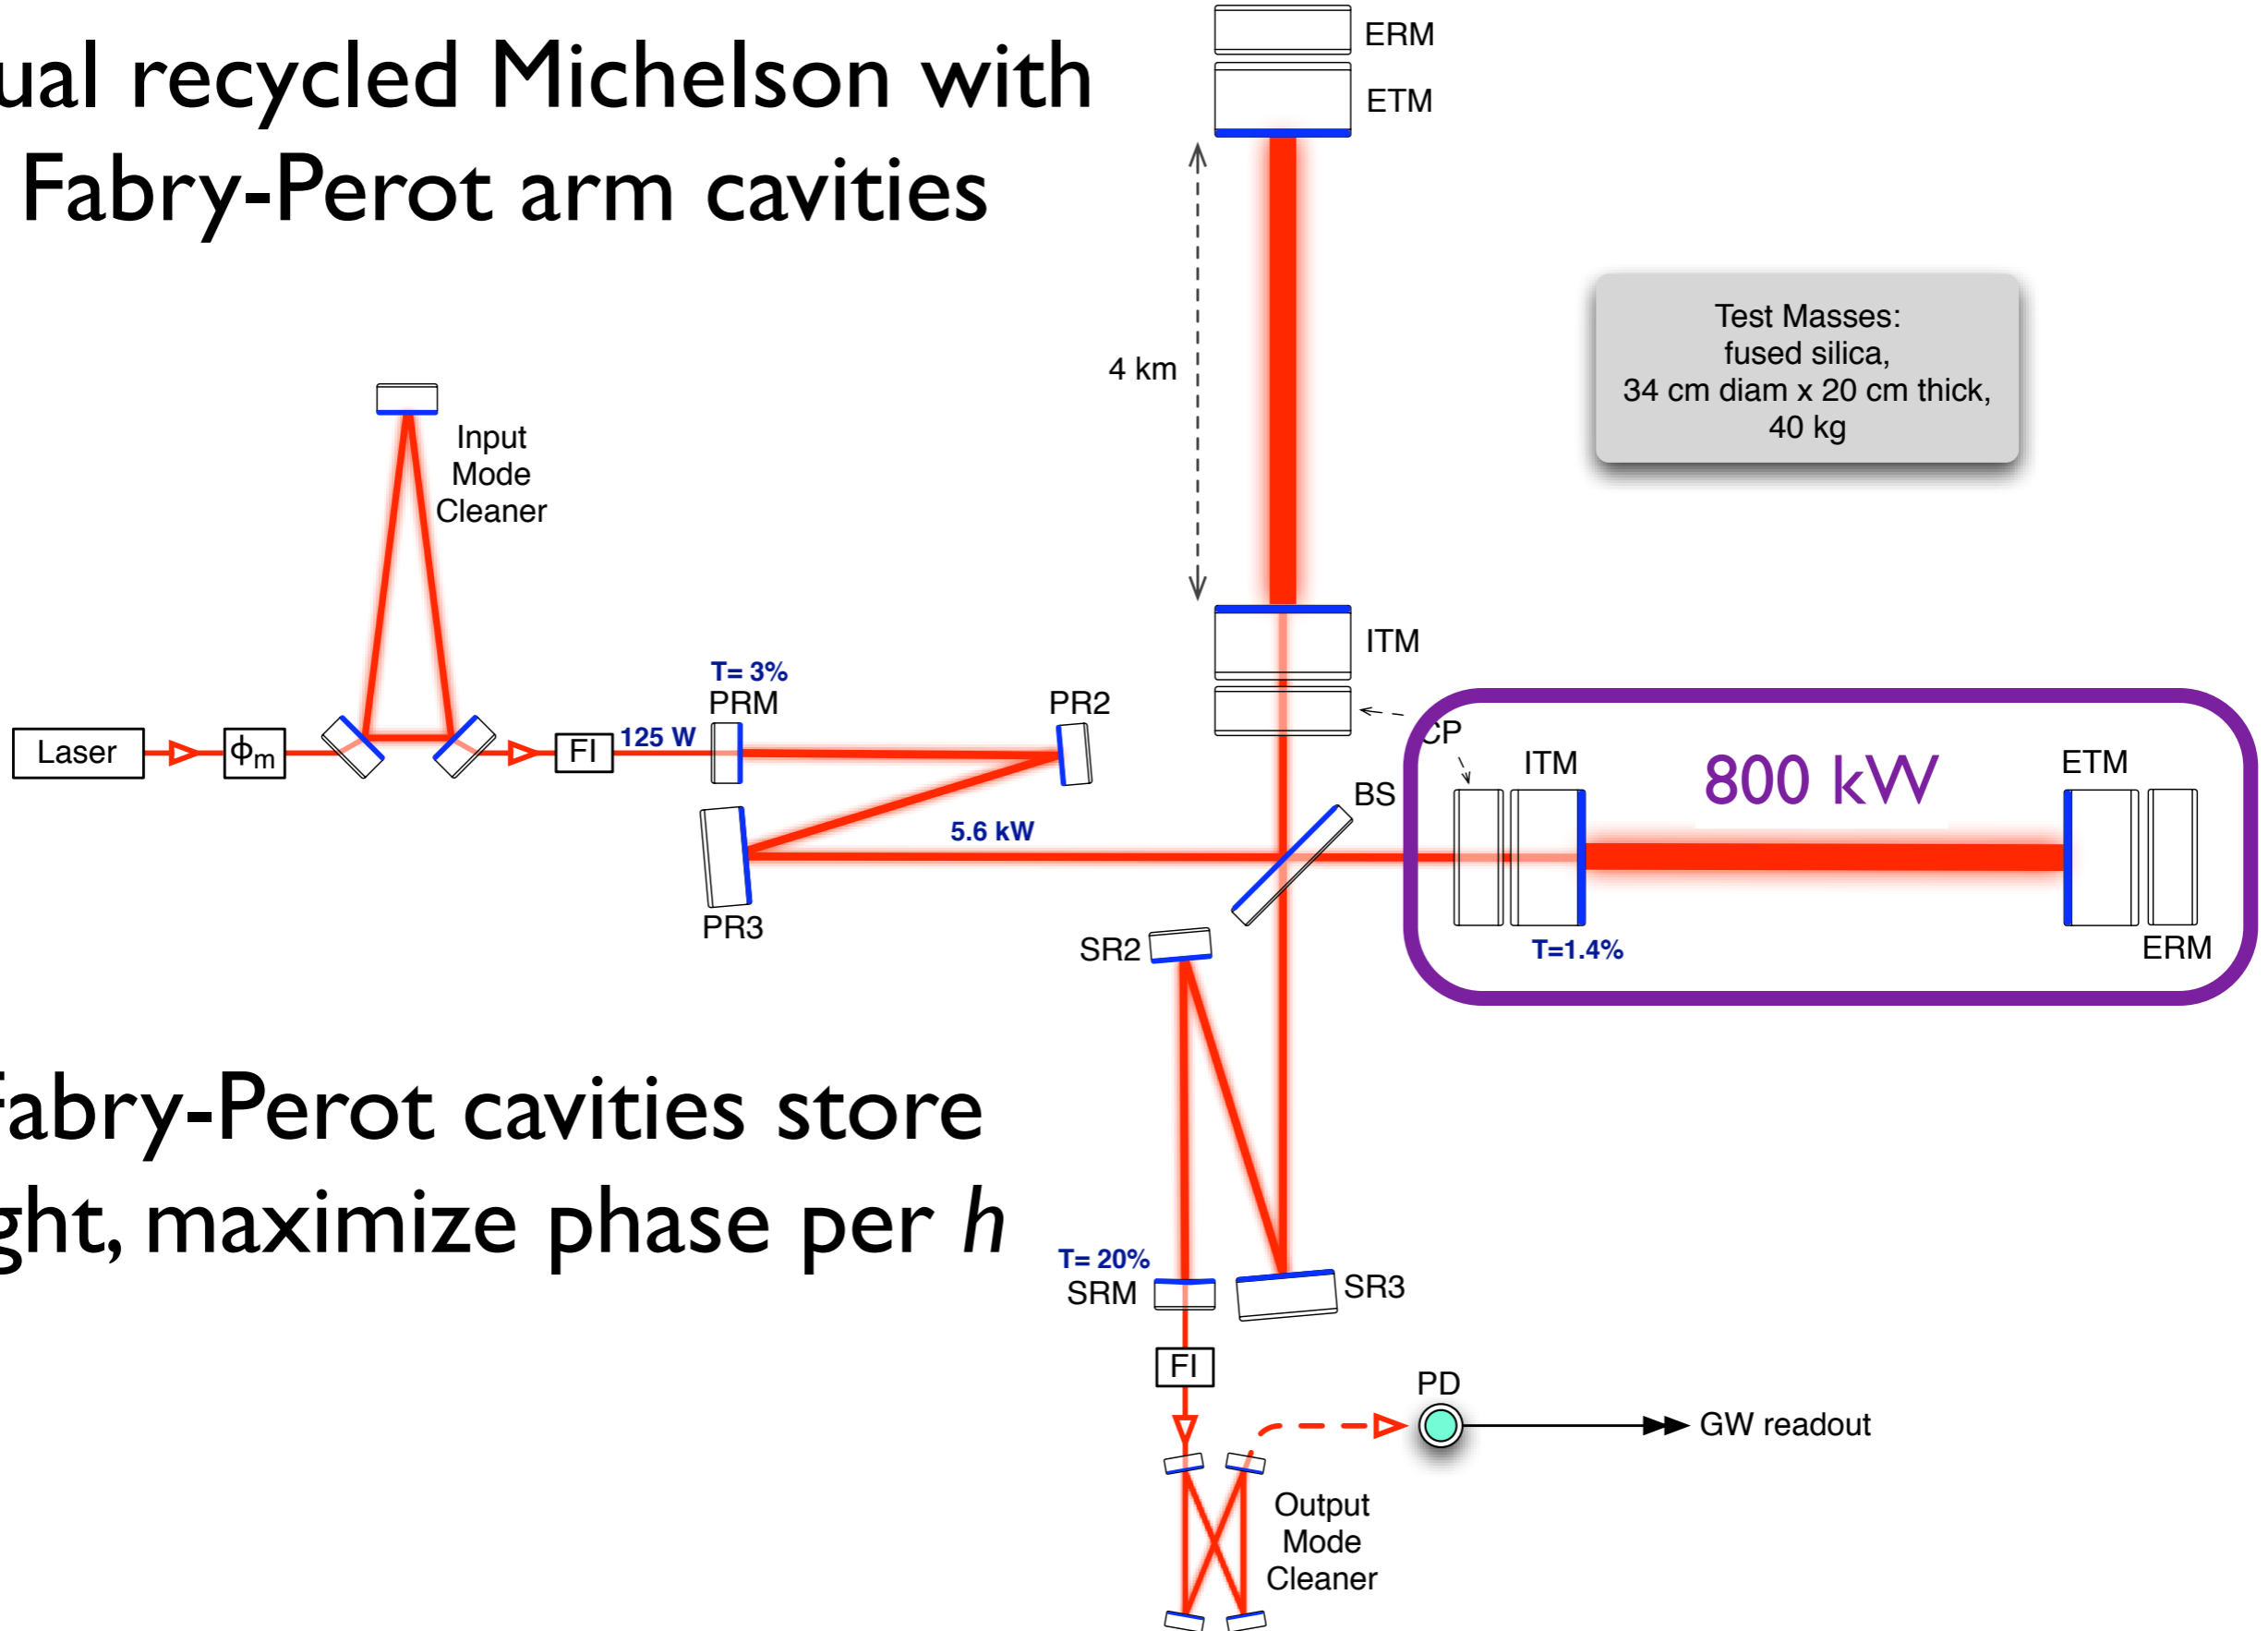 ual recycled Michelson with
Fabry-Perot arm cavities
ERM
ETM
4 km
Test Masses:
fused silica,
34 cm diam x 20 cm thick,
40 kg
Input
Mode
Cleaner
ITM
T= 3%
PRM
PR2
Laser
ϕm
FI
125 W
CP
ITM
800 kW
ETM
BS
5.6 kW
PR3
T=1.4%
ERM
SR2
Fabry-Perot cavities store
ght, maximize phase per h
T= 20%
SRM
SR3
FI
PD
GW readout
Output
Mode
Cleaner